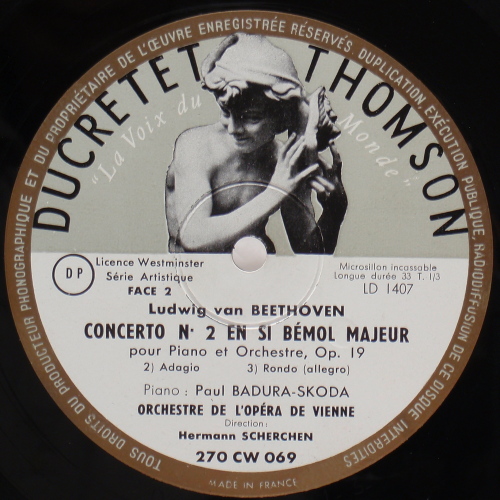 TOUS DROITS DU PRODUCTEUR PHONOGRAPHIQUE ET DU PROPRIÉTAIRE DE L'ŒUVRE ENREGISTRÉE RÉSERVÉS. DUPLICATION, EXÉCUTION PUBLIQUE, RADIODIFFUSION DE CE DISQUE INTERDITES
DUCRETET THOMSON
"La Voix du Monde"
DP
Licence Westminster
Série Artistique
FACE 2
Microsillon incassable
Longue durée 33 T. 1/3
LD 1407
Ludwig van BEETHOVEN
CONCERTO N° 2 EN SI BÉMOL MAJEUR
pour Piano et Orchestre, Op. 19
2) Adagio 3) Rondo (allegro)
Piano : Paul BADURA-SKODA
ORCHESTRE DE L'OPÉRA DE VIENNE
Direction:
Hermann SCHERCHEN
270 CW 069
MADE IN FRANCE